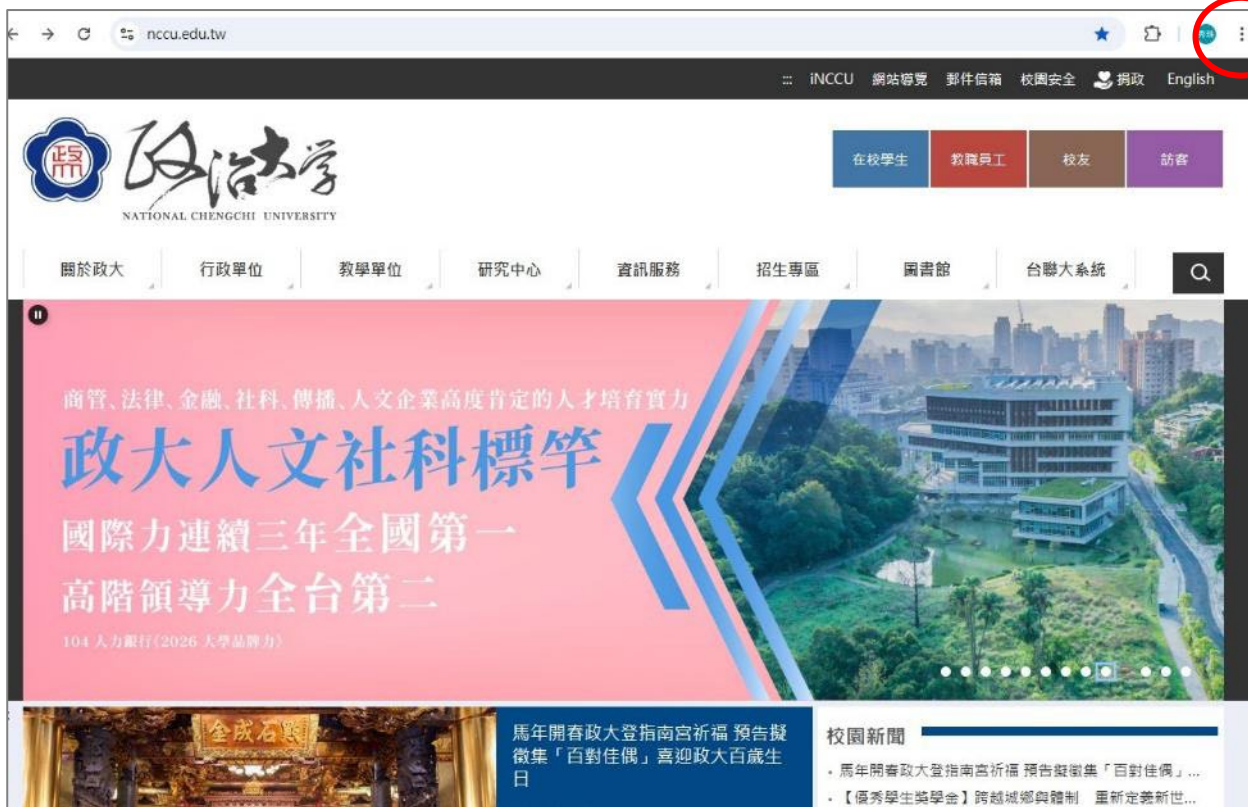 nccu.edu.tw
iNCCU 網站導覽 郵件信箱 校園安全 捐政 English
政治大学
NATIONAL CHENGCHI UNIVERSITY
在校學生 教職員工 校友 訪客
關於政大 行政單位 教學單位 研究中心 資訊服務 招生專區 圖書館 台聯大系統
商管、法律、金融、社科、傳播、人文企業高度肯定的人才培育實力
政大人文社科標竿
國際力連續三年全國第一
高階領導力全台第二
104 人力銀行《2026 大學品牌力》
馬年開春政大登指南宮祈福 預告擬
徵集「百對佳偶」喜迎政大百歲生
日
校園新聞
馬年開春政大登指南宮祈福 預告擬徵集「百對佳偶」...
【優秀學生獎學金】跨越城鄉與體制 重新定義新世...